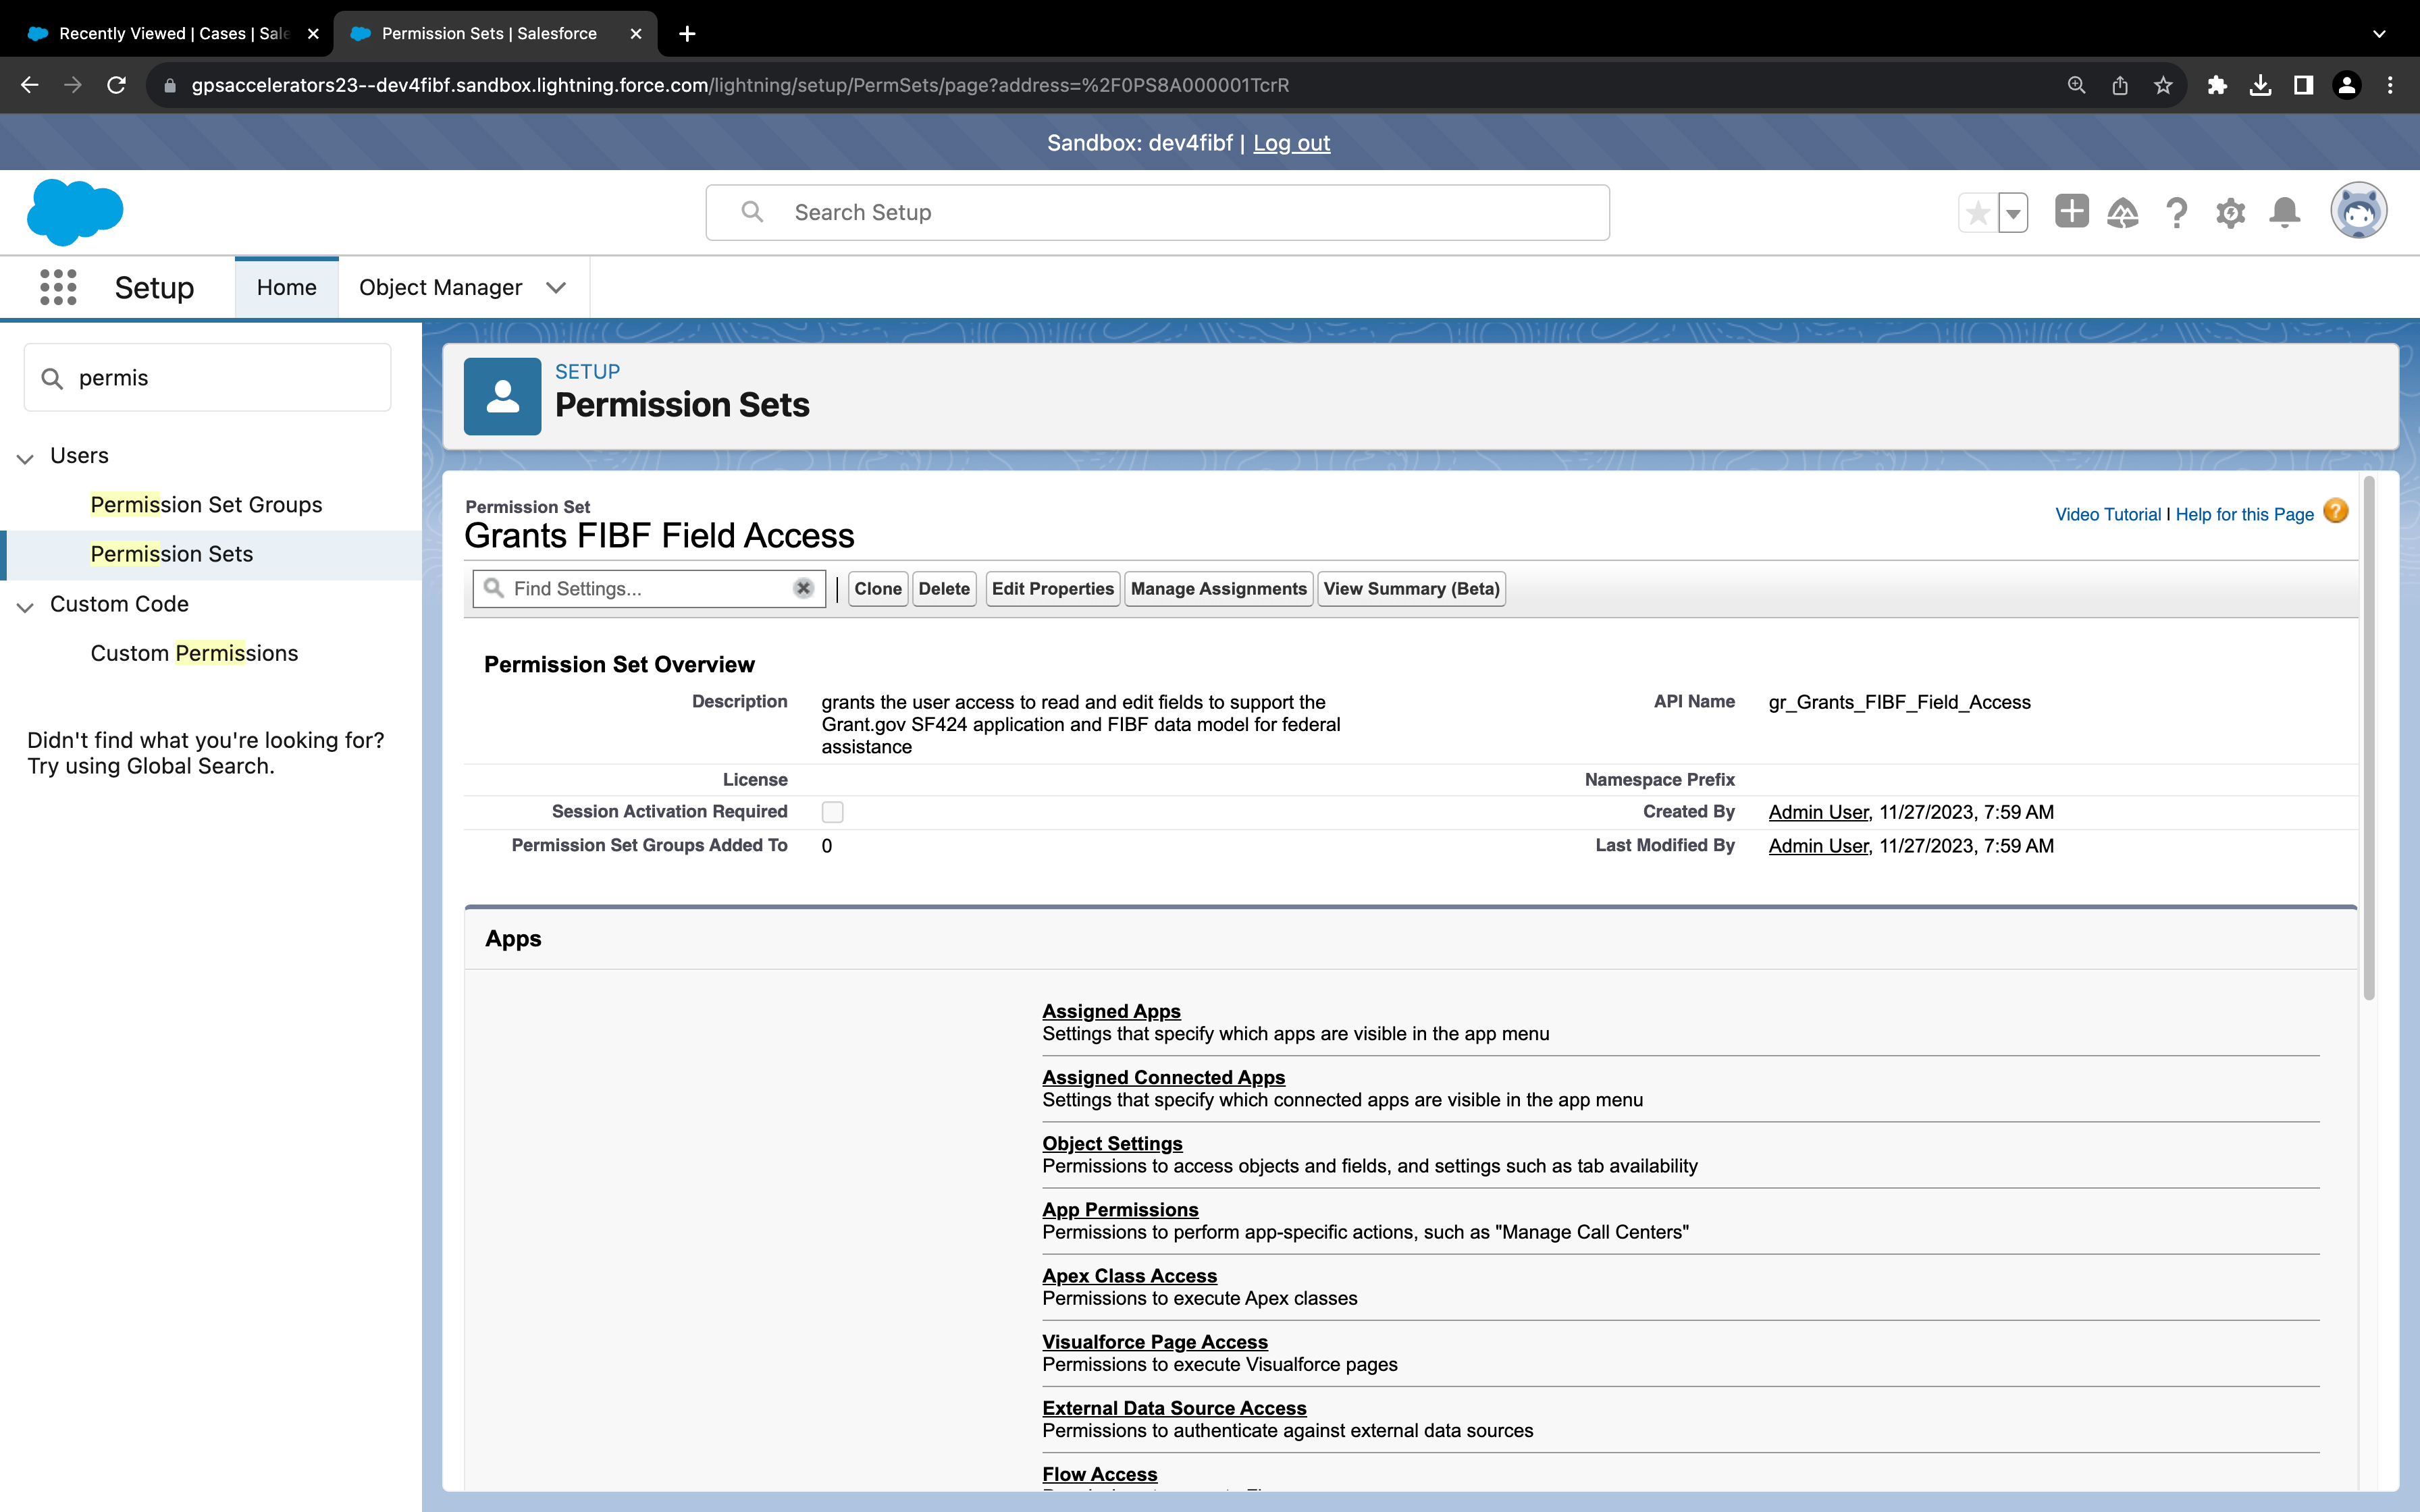 Recently Viewed | Cases | Sale
Permission Sets | Salesforce
gpsaccelerators23--dev4fibf.sandbox.lightning.force.com/lightning/setup/PermSets/page?address=%2F0PS8A000001TcrR
Sandbox: dev4fibf | Log out
Search Setup
Setup
Home
Object Manager
permis
Users
Permission Set Groups
Permission Sets
Custom Code
Custom Permissions
Didn't find what you're looking for?
Try using Global Search.
SETUP
Permission Sets
Permission Set
Grants FIBF Field Access
Video Tutorial | Help for this Page
Find Settings...
Clone
Delete
Edit Properties
Manage Assignments
View Summary (Beta)
Permission Set Overview
Description
grants the user access to read and edit fields to support the
Grant.gov SF424 application and FIBF data model for federal
assistance
API Name
gr_Grants_FIBF_Field_Access
License
Namespace Prefix
Session Activation Required
Created By
Admin User, 11/27/2023, 7:59 AM
Permission Set Groups Added To
0
Last Modified By
Admin User, 11/27/2023, 7:59 AM
Apps
Assigned Apps
Settings that specify which apps are visible in the app menu
Assigned Connected Apps
Settings that specify which connected apps are visible in the app menu
Object Settings
Permissions to access objects and fields, and settings such as tab availability
App Permissions
Permissions to perform app-specific actions, such as "Manage Call Centers"
Apex Class Access
Permissions to execute Apex classes
Visualforce Page Access
Permissions to execute Visualforce pages
External Data Source Access
Permissions to authenticate against external data sources
Flow Access